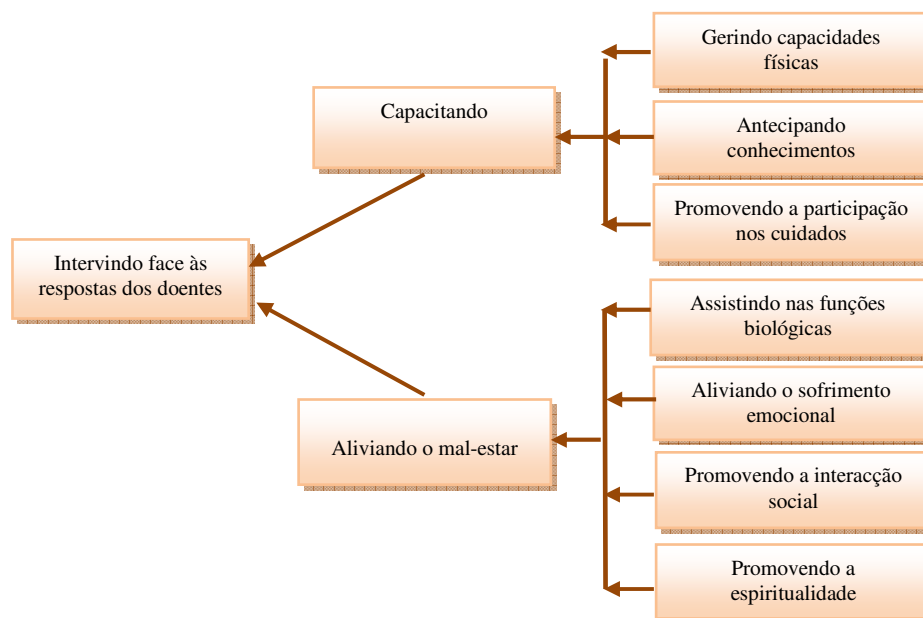 Gerindo capacidades
físicas
Capacitando
Antecipando
conhecimentos
Promovendo a participação
nos cuidados
Intervindo face às
respostas dos doentes
Assistindo nas funções
biológicas
Aliviando o sofrimento
emocional
Aliviando o mal-estar
Promovendo a interacção
social
Promovendo a
espiritualidade